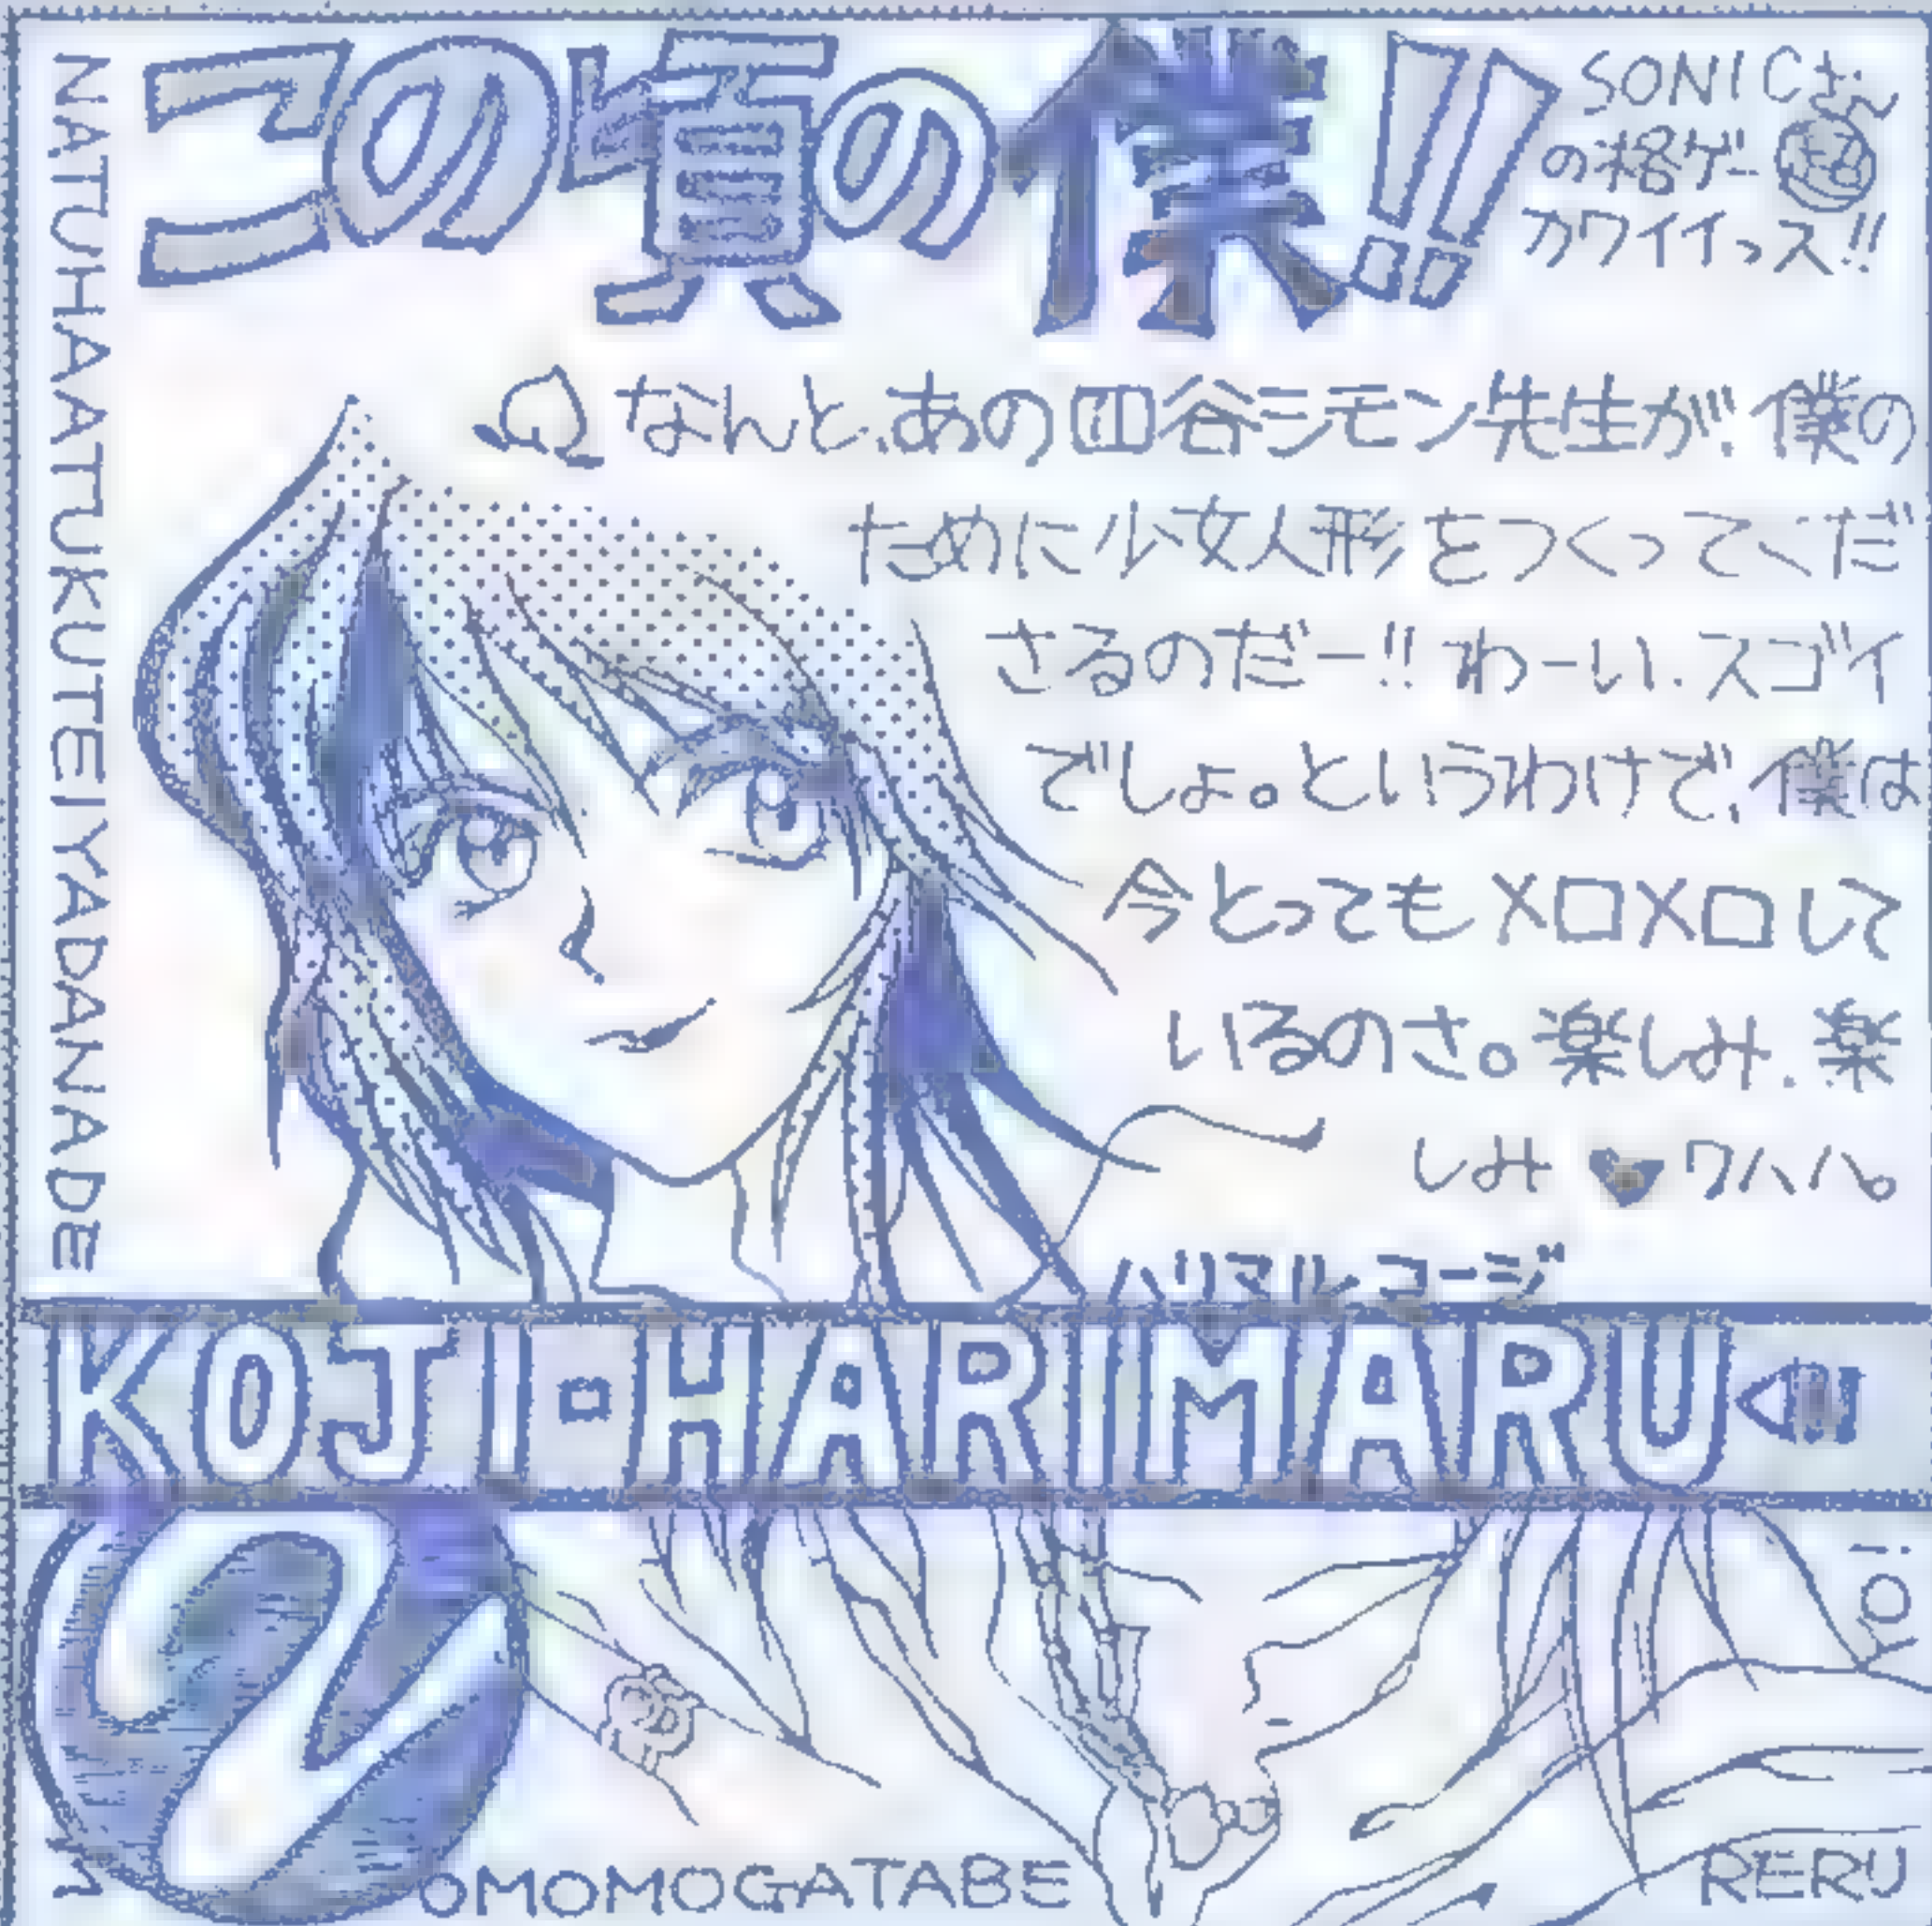 この頃の僕!!
SONICさん
の格ゲー
カワイイっス!!
なんと、あの四谷シモン先生が、僕の
ために少女人形をつくってくだ
さるのだー!!わーい.スゴイ
でしょ。というわけで、僕は
今とってもメロメロして
いるのさ。楽しみ.楽
しみ♥ワハハ。
ハリマルコージ
KOJI・HARIMARU
NATUHAATUKUTEIYADANADE
MOMOGATABE
RERU